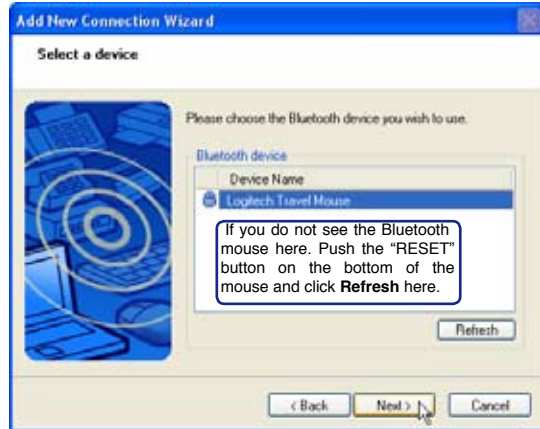 Add New Connection Wizard
Select a device
Please choose the Bluetooth device you wish to use.
Bluetooth device
Device Name
Logitech Travel Mouse
If you do not see the Bluetooth
mouse here. Push the “RESET”
button on the bottom of the
mouse and click Refresh here.
Refresh
< Back Next > Cancel